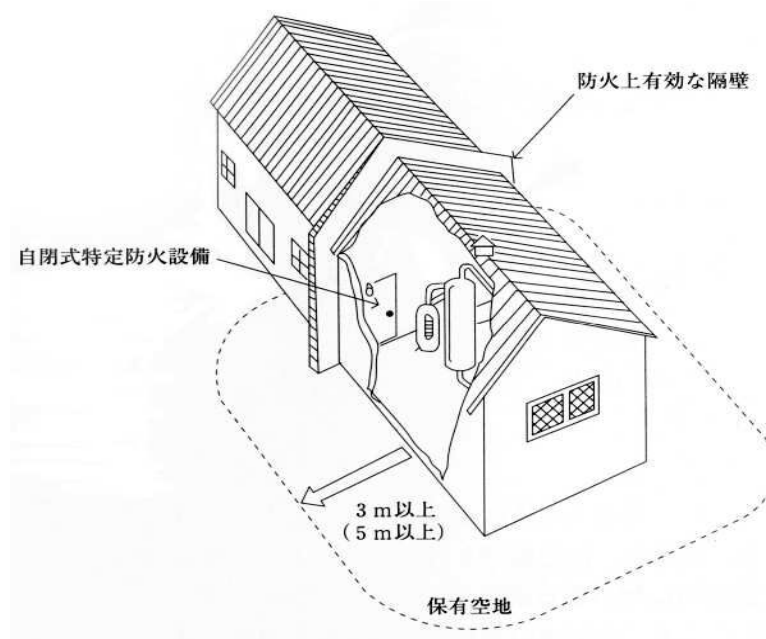 防火上有効な隔壁
自閉式特定防火設備
3m以上
(5m以上)
保有空地